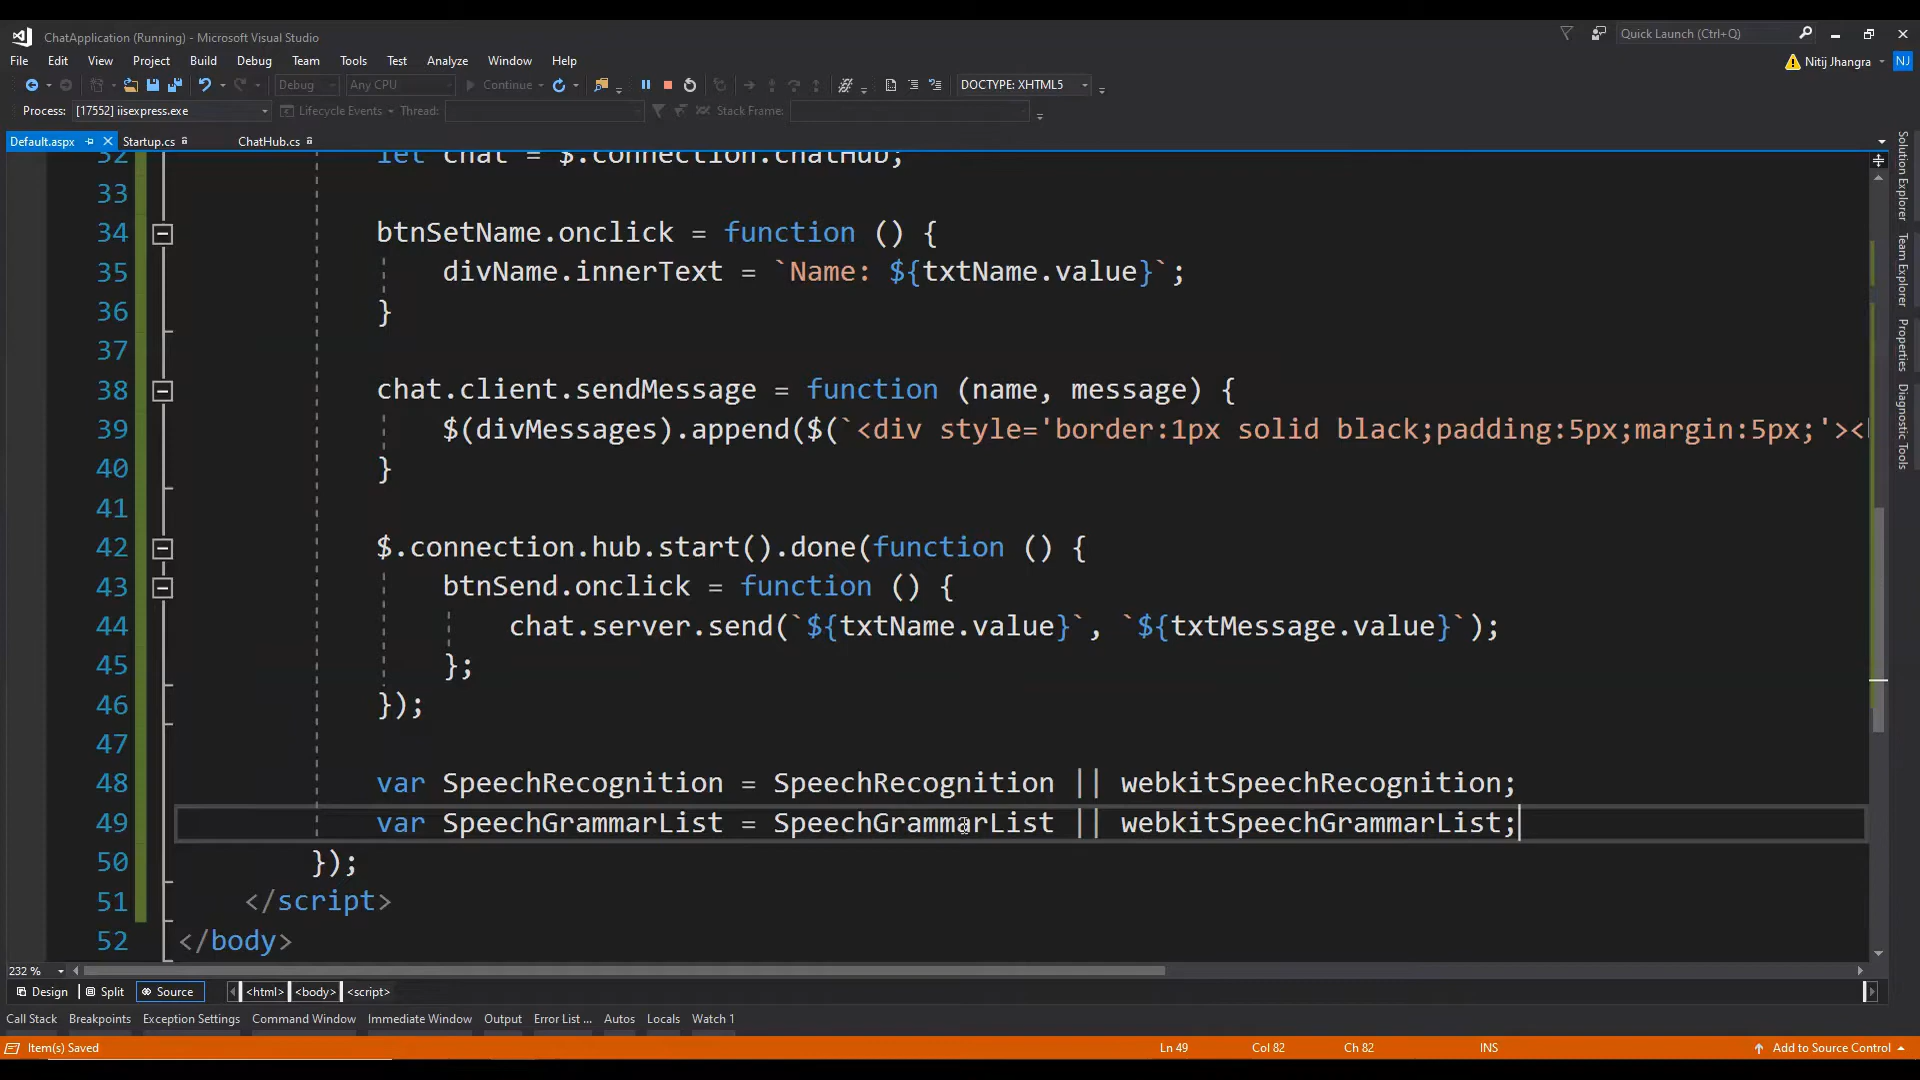 ChatApplication (Running) - Microsoft Visual Studio
Quick Launch (Ctrl+Q)
File Edit View Project Build Debug Team Tools Test Analyze Window Help
Nitij Jhangra NJ
Debug Any CPU Continue DOCTYPE: XHTML5
Process: [17552] iisexpress.exe Lifecycle Events Thread: Stack Frame:
Default.aspx Startup.cs ChatHub.cs
32 let chat = $.connection.chatHub;
33
34 btnSetName.onclick = function () {
35 divName.innerText = `Name: ${txtName.value}`;
36 }
37
38 chat.client.sendMessage = function (name, message) {
39 $(divMessages).append($(`<div style='border:1px solid black;padding:5px;margin:5px;'><
40 }
41
42 $.connection.hub.start().done(function () {
43 btnSend.onclick = function () {
44 chat.server.send(`${txtName.value}`, `${txtMessage.value}`);
45 };
46 });
47
48 var SpeechRecognition = SpeechRecognition || webkitSpeechRecognition;
49 var SpeechGrammarList = SpeechGrammarList || webkitSpeechGrammarList;
50 });
51 </script>
52 </body>
Solution Explorer
Team Explorer
Properties
Diagnostic Tools
232 %
Design Split Source <html> <body> <script>
Call Stack Breakpoints Exception Settings Command Window Immediate Window Output Error List ... Autos Locals Watch 1
Item(s) Saved Ln 49 Col 82 Ch 82 INS Add to Source Control